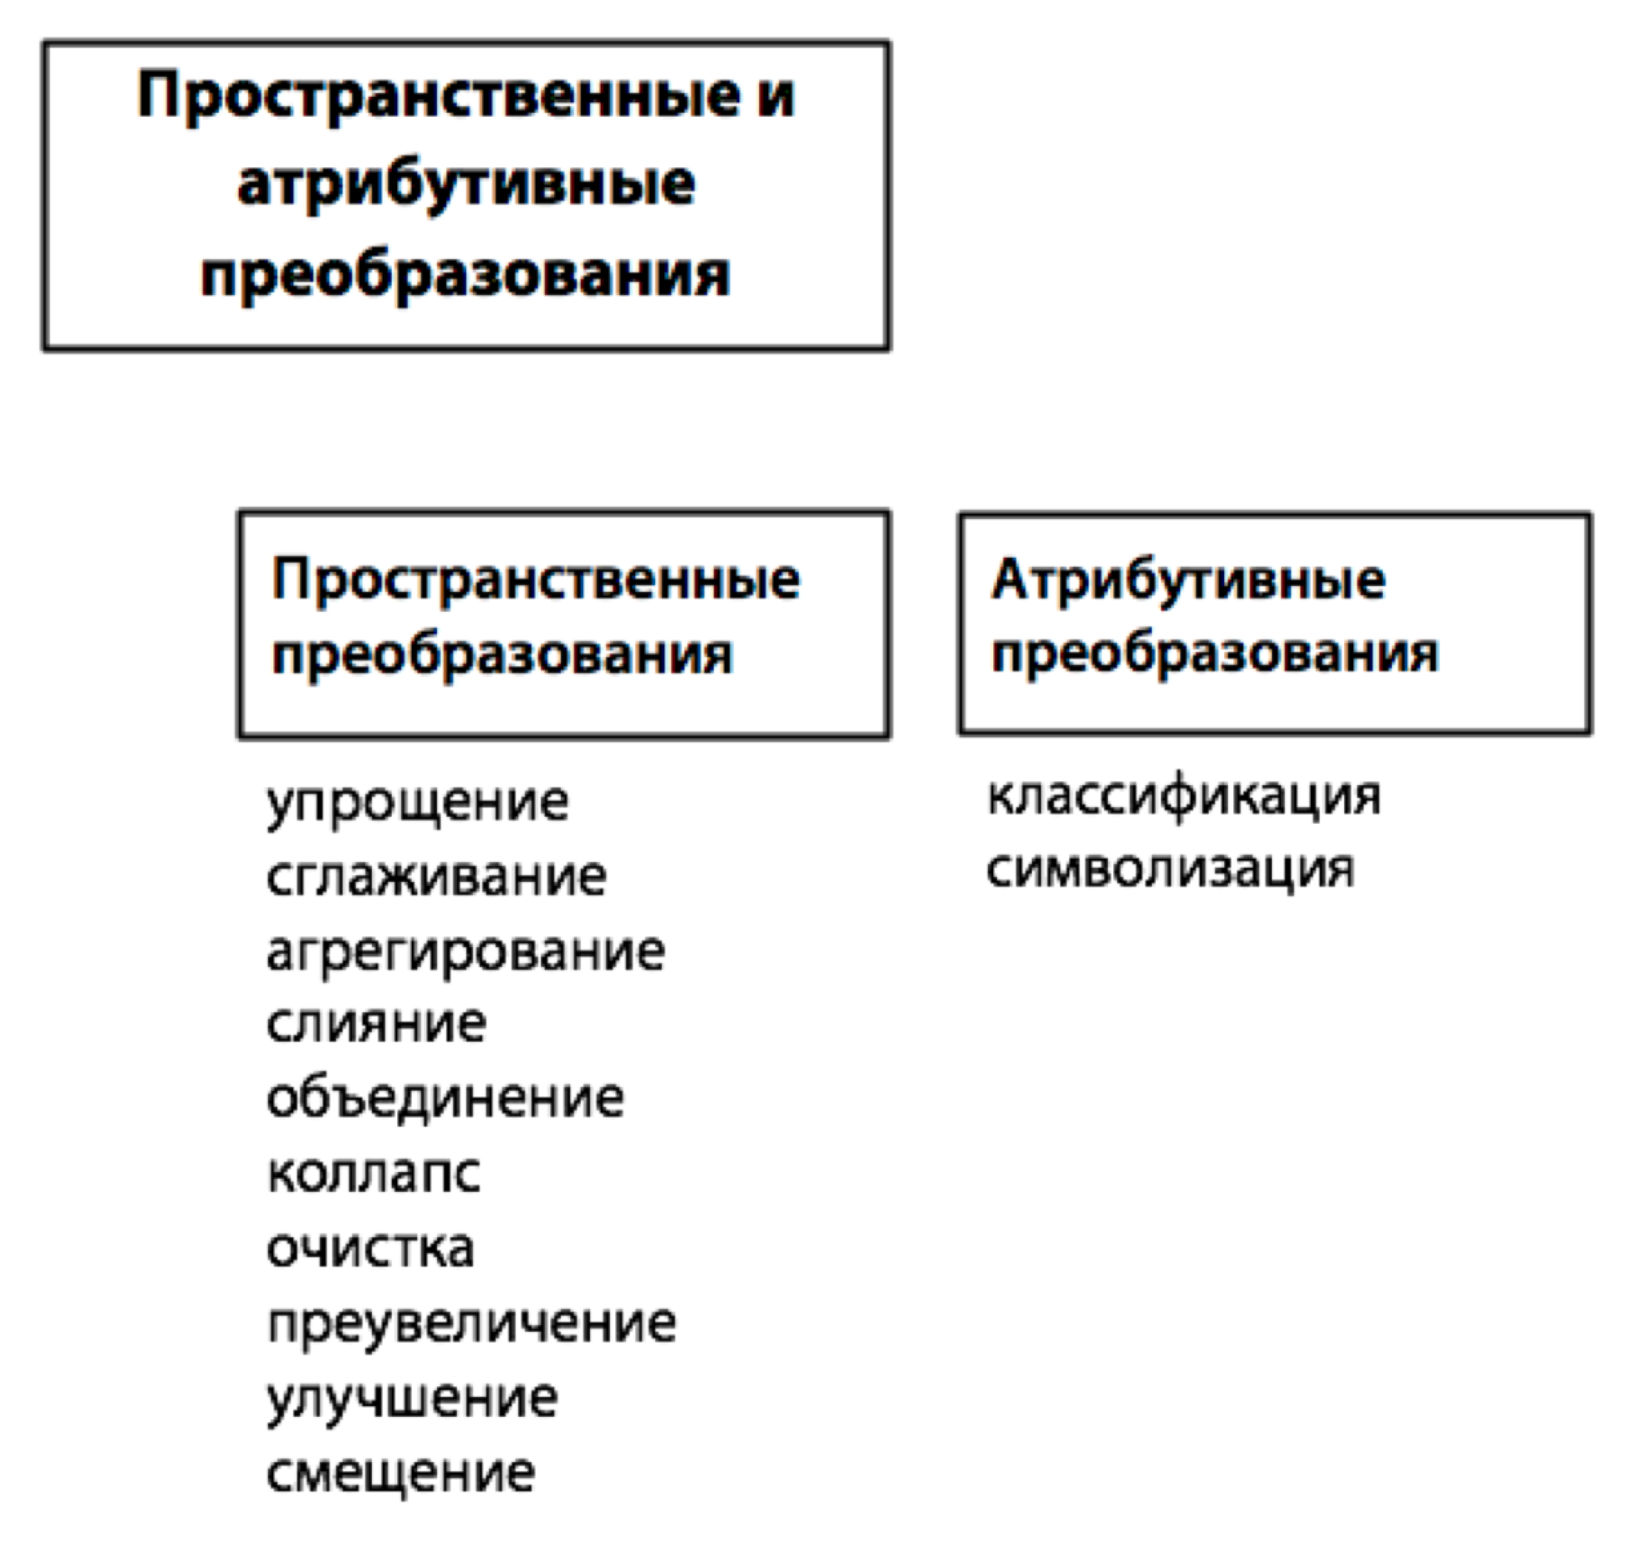 Пространственные и
атрибутивные
преобразования
Пространственные
преобразования
упрощение
сглаживание
агрегирование
слияние
объединение
коллапс
очистка
преувеличение
улучшение
смещение
Атрибутивные
преобразования
классификация
символизация